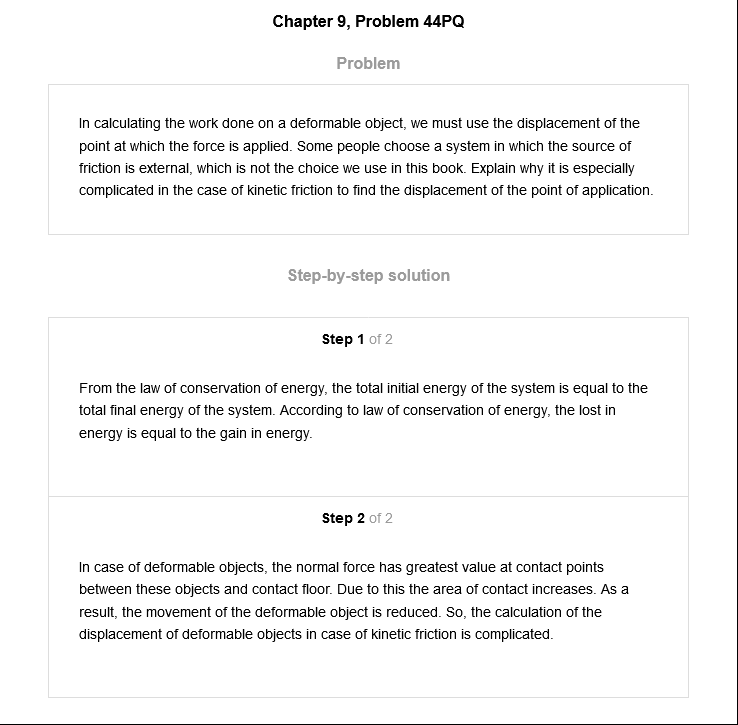 Chapter 9, Problem 44PQ
Problem
In calculating the work done on a deformable object, we must use the displacement of the
point at which the force is applied. Some people choose a system in which the source of
friction is external, which is not the choice we use in this book. Explain why it is especially
complicated in the case of kinetic friction to find the displacement of the point of application.
Step-by-step solution
Step 1 of 2
From the law of conservation of energy, the total initial energy of the system is equal to the
total final energy of the system. According to law of conservation of energy, the lost in
energy is equal to the gain in energy.
Step 2 of 2
In case of deformable objects, the normal force has greatest value at contact points
between these objects and contact floor. Due to this the area of contact increases. As a
result, the movement of the deformable object is reduced. So, the calculation of the
displacement of deformable objects in case of kinetic friction is complicated.